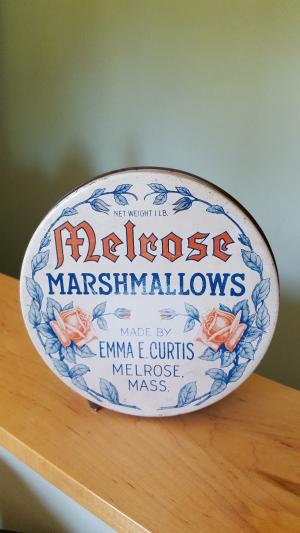 NET WEIGHT 1 LB.
Melrose
MARSHMALLOWS
MADE BY
EMMA E. CURTIS
MELROSE,
MASS.